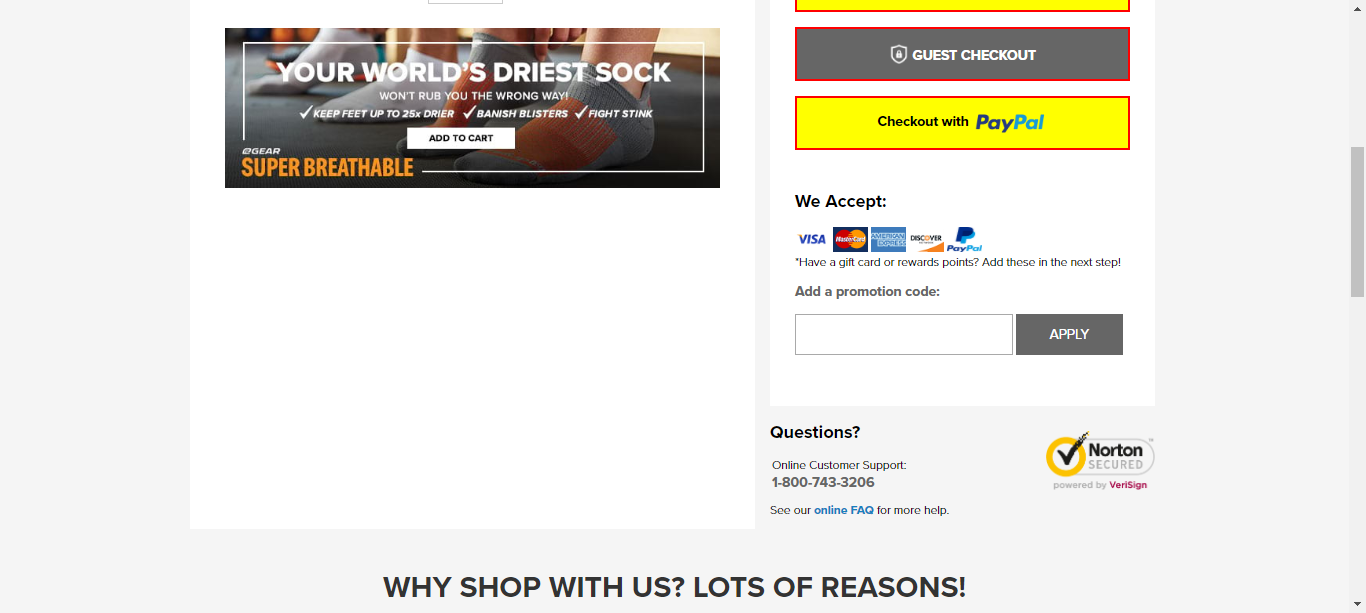 YOUR WORLD'S DRIEST SOCK
WON'T RUB YOU THE WRONG WAY!
KEEP FEET UP TO 25x DRIER BANISH BLISTERS FIGHT STINK
ADD TO CART
GEAR
SUPER BREATHABLE
GUEST CHECKOUT
Checkout with PayPal
We Accept:
VISA MasterCard AMERICAN EXPRESS DISCOVER PayPal
*Have a gift card or rewards points? Add these in the next step!
Add a promotion code:
APPLY
Questions?
Online Customer Support:
1-800-743-3206
See our online FAQ for more help.
Norton
SECURED
powered by VeriSign
WHY SHOP WITH US? LOTS OF REASONS!